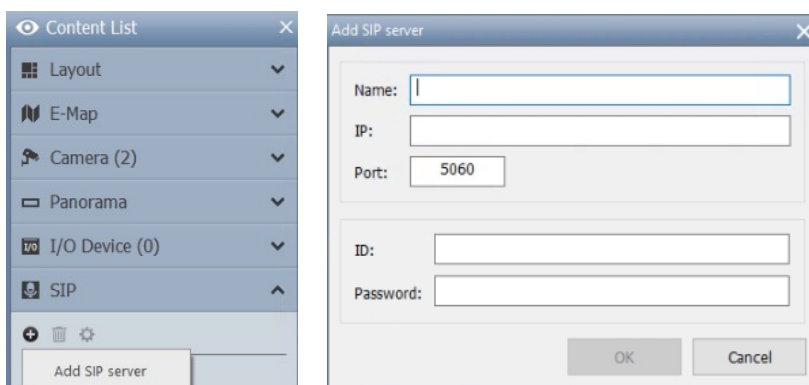 Content List
Layout
E-Map
Camera (2)
Panorama
I/O Device (0)
SIP
Add SIP server
Add SIP server
Name:
IP:
Port: 5060
ID:
Password:
OK Cancel